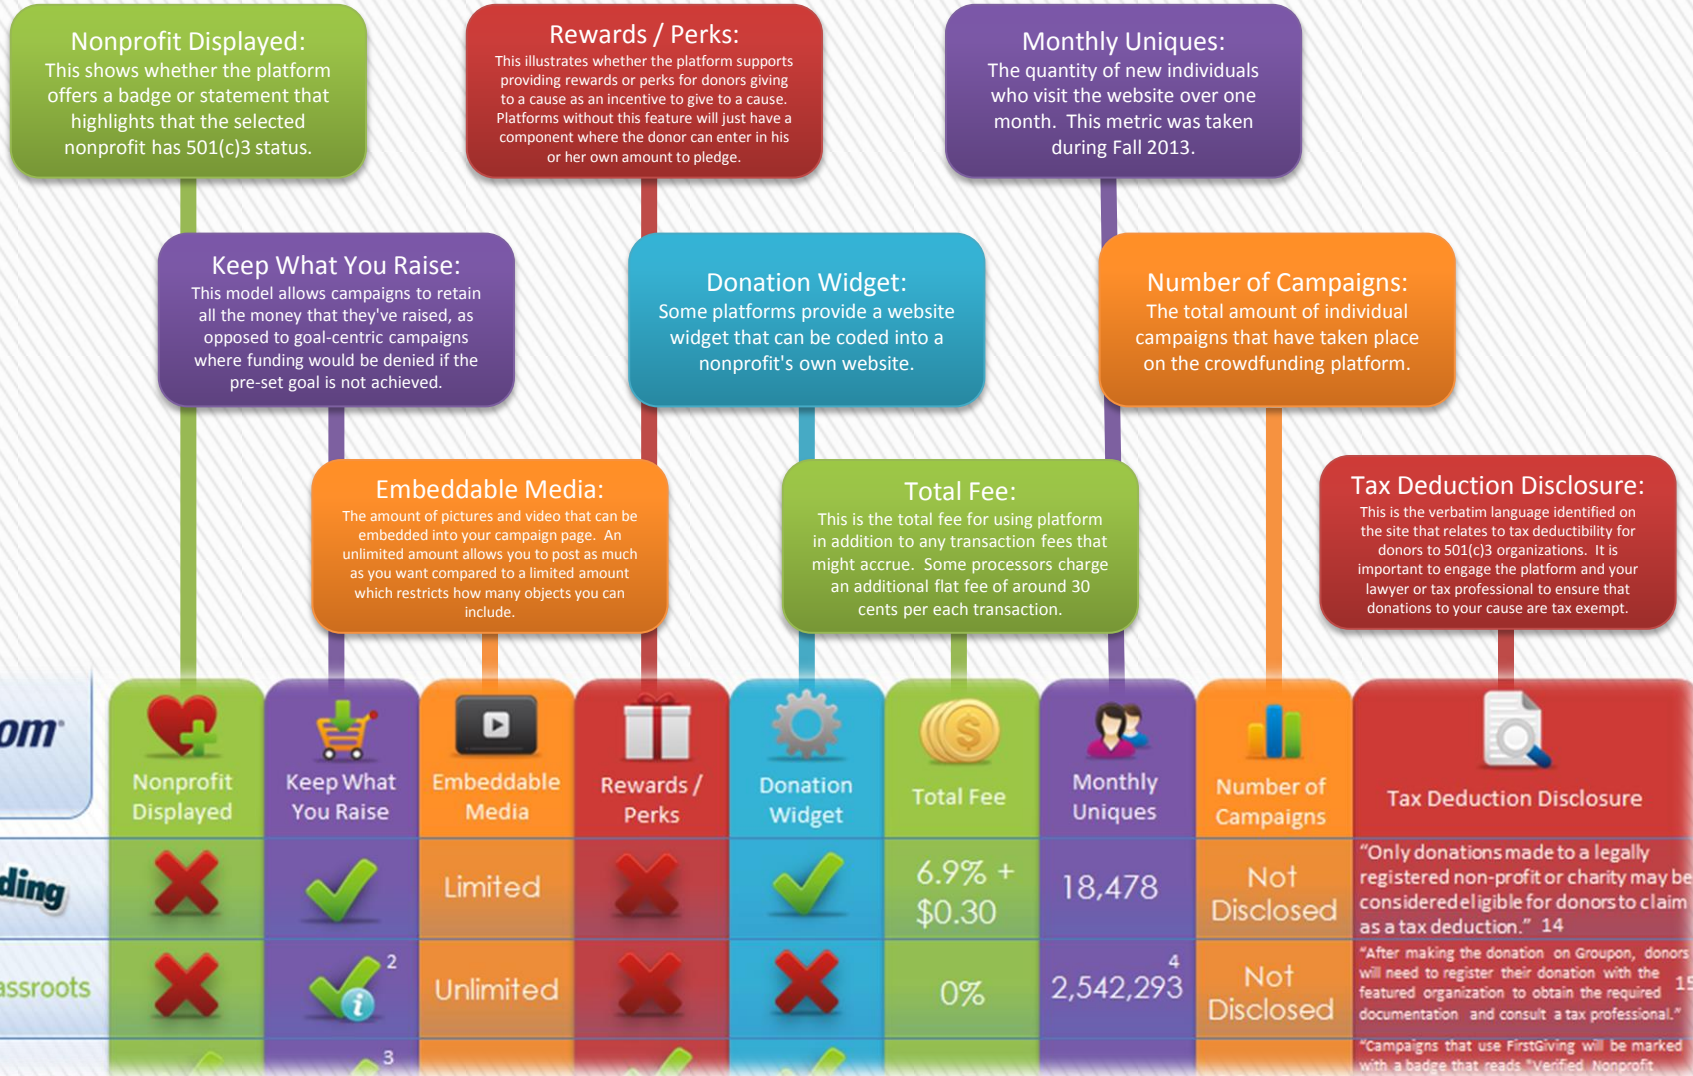 Nonprofit Displayed:
This shows whether the platform
offers a badge or statement that
highlights that the selected
nonprofit has 501(c)3 status.
Rewards / Perks:
This illustrates whether the platform supports
providing rewards or perks for donors giving
to a cause as an incentive to give to a cause.
Platforms without this feature will just have a
component where the donor can enter in his
or her own amount to pledge.
Monthly Uniques:
The quantity of new individuals
who visit the website over one
month. This metric was taken
during Fall 2013.
Keep What You Raise:
This model allows campaigns to retain
all the money that they've raised, as
opposed to goal-centric campaigns
where funding would be denied if the
pre-set goal is not achieved.
Donation Widget:
Some platforms provide a website
widget that can be coded into a
nonprofit's own website.
Number of Campaigns:
The total amount of individual
campaigns that have taken place
on the crowdfunding platform.
Embeddable Media:
The amount of pictures and video that can be
embedded into your campaign page. An
unlimited amount allows you to post as much
as you want compared to a limited amount
which restricts how many objects you can
include.
Total Fee:
This is the total fee for using platform
in addition to any transaction fees that
might accrue. Some processors charge
an additional flat fee of around 30
cents per each transaction.
Tax Deduction Disclosure:
This is the verbatim language identified on
the site that relates to tax deductibility for
donors to 501(c)3 organizations. It is
important to engage the platform and your
lawyer or tax professional to ensure that
donations to your cause are tax exempt.
om
Nonprofit
Displayed
Keep What
You Raise
Embeddable
Media
Rewards /
Perks
Donation
Widget
Total Fee
Monthly
Uniques
Number of
Campaigns
Tax Deduction Disclosure
ding
Limited
6.9% +
$0.30
18,478
Not
Disclosed
"Only donations made to a legally
registered non-profit or charity may be
considered eligible for donors to claim
as a tax deduction." 14
assroots
2
i
Unlimited
0%
2,542,293 4
Not
Disclosed
"After making the donation on Groupon, donors
will need to register their donation with the
featured organization to obtain the required 15
documentation and consult a tax professional."
3
"Campaigns that use FirstGiving will be marked
with a badge that reads "Verified Nonprofit